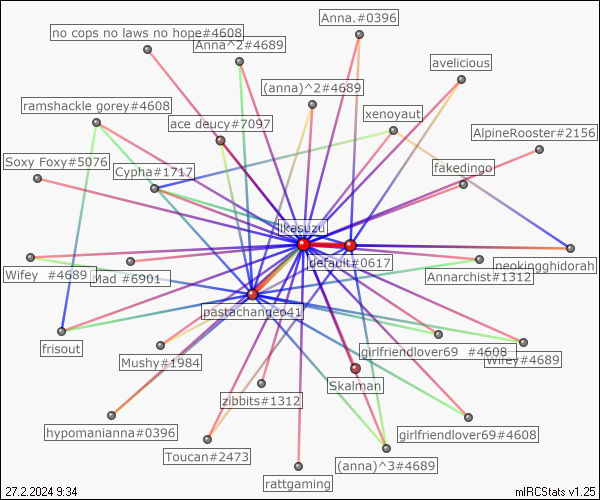 Anna.#0396
no cops no laws no hope#4608
Anna^2#4689
avelicious
(anna)^2#4689
ramshackle gorey#4608
xenoyaut
ace deucy#7097
AlpineRooster#2156
Soxy Foxy#5076
Cypha#1717
fakedingo
ikasuzu
default#0617
neokingghidorah
Wifey #4689
Mad #6901
Annarchist#1312
pastachangeo41
frisout
Mushy#1984
girlfriendlover69 #4608
Wifey#4689
Skalman
zibbits#1312
hypomanianna#0396
girlfriendlover69#4608
Toucan#2473
(anna)^3#4689
rattgaming
27.2.2024 9:34
mIRCStats v1.25